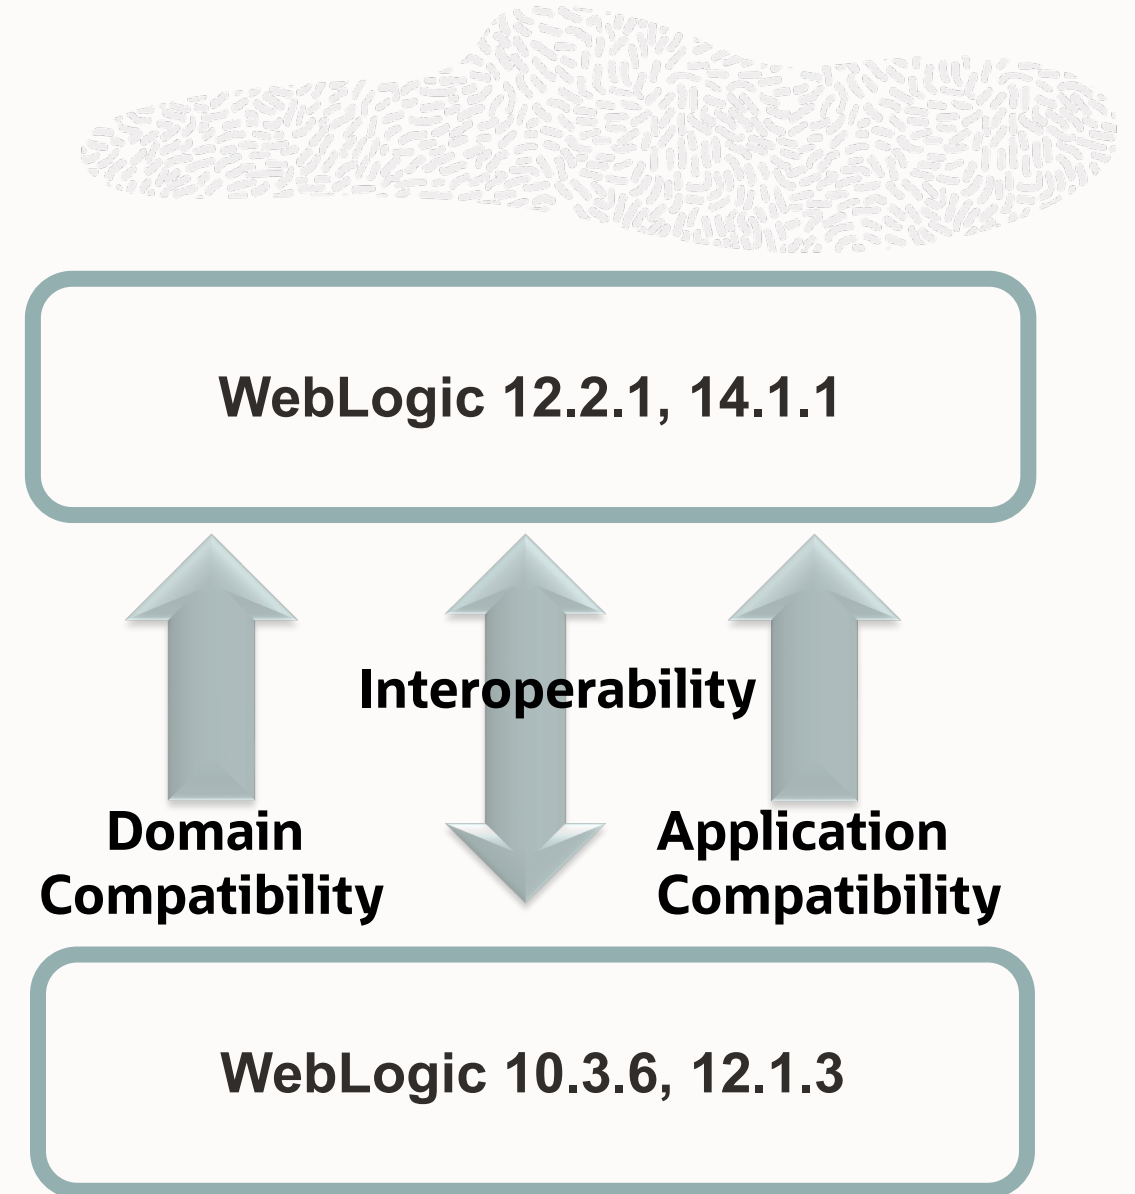 WebLogic 12.2.1, 14.1.1
Interoperability
Domain
Compatibility
Application
Compatibility
WebLogic 10.3.6, 12.1.3